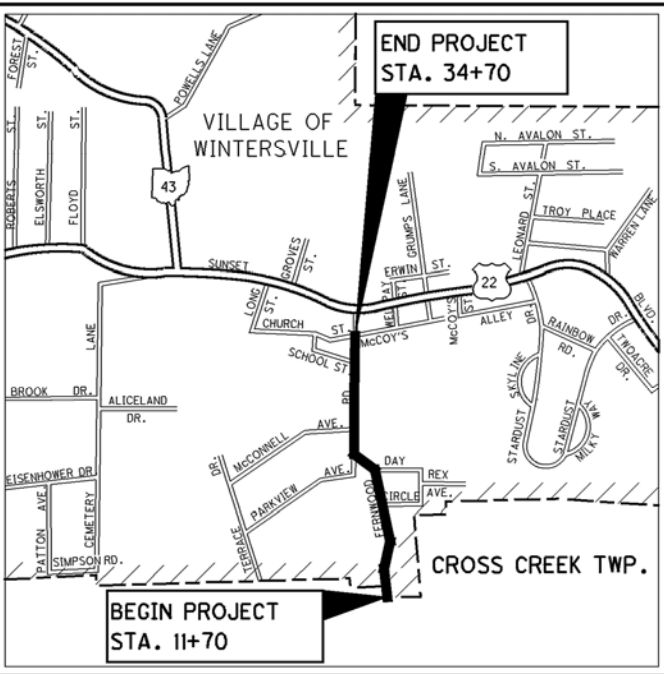 END PROJECT
STA. 34+70
FOREST
ST.
POWELLS LANE
VILLAGE OF
WINTERSVILLE
N. AVALON ST.
S. AVALON ST.
ROBERTS ST.
ELSWORTH ST.
FLOYD ST.
43
LEONARD ST.
TROY PLACE
WARREN LANE
GRUMPS LANE
SUNSET
GROVES
ST.
LONG
ST.
ERWIN ST.
22
BLVD.
CHURCH ST.
McCOY'S
McCOY'S
ST.
ALLEY
DR.
RAINBOW
RD.
DR.
TWOACRE
DR.
SCHOOL ST.
LANE
RD
BROOK DR.
ALICELAND
DR.
SKYLINE
STARDUST
STARDUST
MILKY
WAY
McCONNELL AVE.
PARKVIEW AVE.
DR.
TERRACE
DAY
REX
CIRCLE
AVE.
FERNWOOD
EISENHOWER DR
PATTON AVE.
CEMETERY
SIMPSON RD.
CROSS CREEK TWP.
BEGIN PROJECT
STA. 11+70